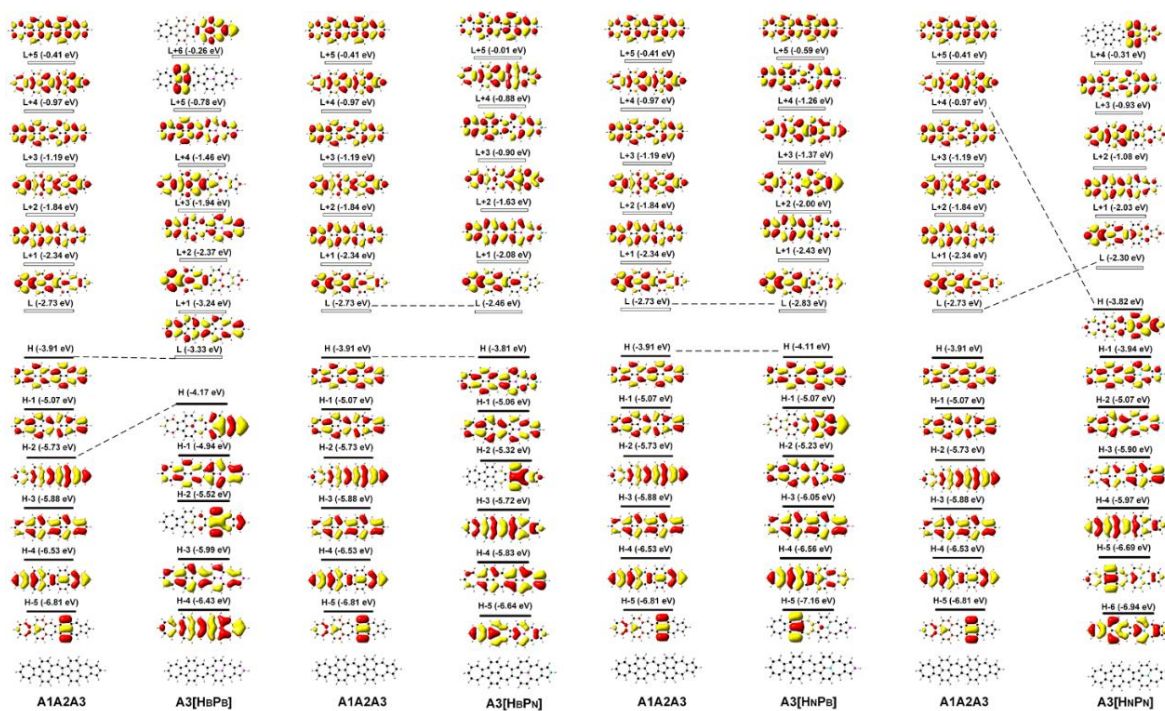 L+5 (-0.41 eV)
L+4 (-0.97 eV)
L+3 (-1.19 eV)
L+2 (-1.84 eV)
L+1 (-2.34 eV)
L (-2.73 eV)
H (-3.91 eV)
H-1 (-5.07 eV)
H-2 (-5.73 eV)
H-3 (-5.88 eV)
H-4 (-6.53 eV)
H-5 (-6.81 eV)
A1A2A3
L+6 (-0.26 eV)
L+5 (-0.78 eV)
L+4 (-1.46 eV)
L+3 (-1.94 eV)
L+2 (-2.37 eV)
L+1 (-3.24 eV)
L (-3.33 eV)
H (-4.17 eV)
H-1 (-4.94 eV)
H-2 (-5.52 eV)
H-3 (-5.99 eV)
H-4 (-6.43 eV)
A3[HBPB]
L+5 (-0.41 eV)
L+4 (-0.97 eV)
L+3 (-1.19 eV)
L+2 (-1.84 eV)
L+1 (-2.34 eV)
L (-2.73 eV)
H (-3.91 eV)
H-1 (-5.07 eV)
H-2 (-5.73 eV)
H-3 (-5.88 eV)
H-4 (-6.53 eV)
H-5 (-6.81 eV)
A1A2A3
L+5 (-0.01 eV)
L+4 (-0.88 eV)
L+3 (-0.90 eV)
L+2 (-1.63 eV)
L+1 (-2.08 eV)
L (-2.46 eV)
H (-3.81 eV)
H-1 (-5.06 eV)
H-2 (-5.32 eV)
H-3 (-5.72 eV)
H-4 (-5.83 eV)
H-5 (-6.64 eV)
A3[HBPN]
L+5 (-0.41 eV)
L+4 (-0.97 eV)
L+3 (-1.19 eV)
L+2 (-1.84 eV)
L+1 (-2.34 eV)
L (-2.73 eV)
H (-3.91 eV)
H-1 (-5.07 eV)
H-2 (-5.73 eV)
H-3 (-5.88 eV)
H-4 (-6.53 eV)
H-5 (-6.81 eV)
A1A2A3
L+5 (-0.59 eV)
L+4 (-1.26 eV)
L+3 (-1.37 eV)
L+2 (-2.00 eV)
L+1 (-2.43 eV)
L (-2.83 eV)
H (-4.11 eV)
H-1 (-5.07 eV)
H-2 (-5.23 eV)
H-3 (-6.05 eV)
H-4 (-6.56 eV)
H-5 (-7.16 eV)
A3[HNPB]
L+5 (-0.41 eV)
L+4 (-0.97 eV)
L+3 (-1.19 eV)
L+2 (-1.84 eV)
L+1 (-2.34 eV)
L (-2.73 eV)
H (-3.91 eV)
H-1 (-5.07 eV)
H-2 (-5.73 eV)
H-3 (-5.88 eV)
H-4 (-6.53 eV)
H-5 (-6.81 eV)
A1A2A3
L+4 (-0.31 eV)
L+3 (-0.93 eV)
L+2 (-1.08 eV)
L+1 (-2.03 eV)
L (-2.30 eV)
H (-3.82 eV)
H-1 (-3.94 eV)
H-2 (-5.07 eV)
H-3 (-5.90 eV)
H-4 (-5.97 eV)
H-5 (-6.69 eV)
H-6 (-6.94 eV)
A3[HNPN]